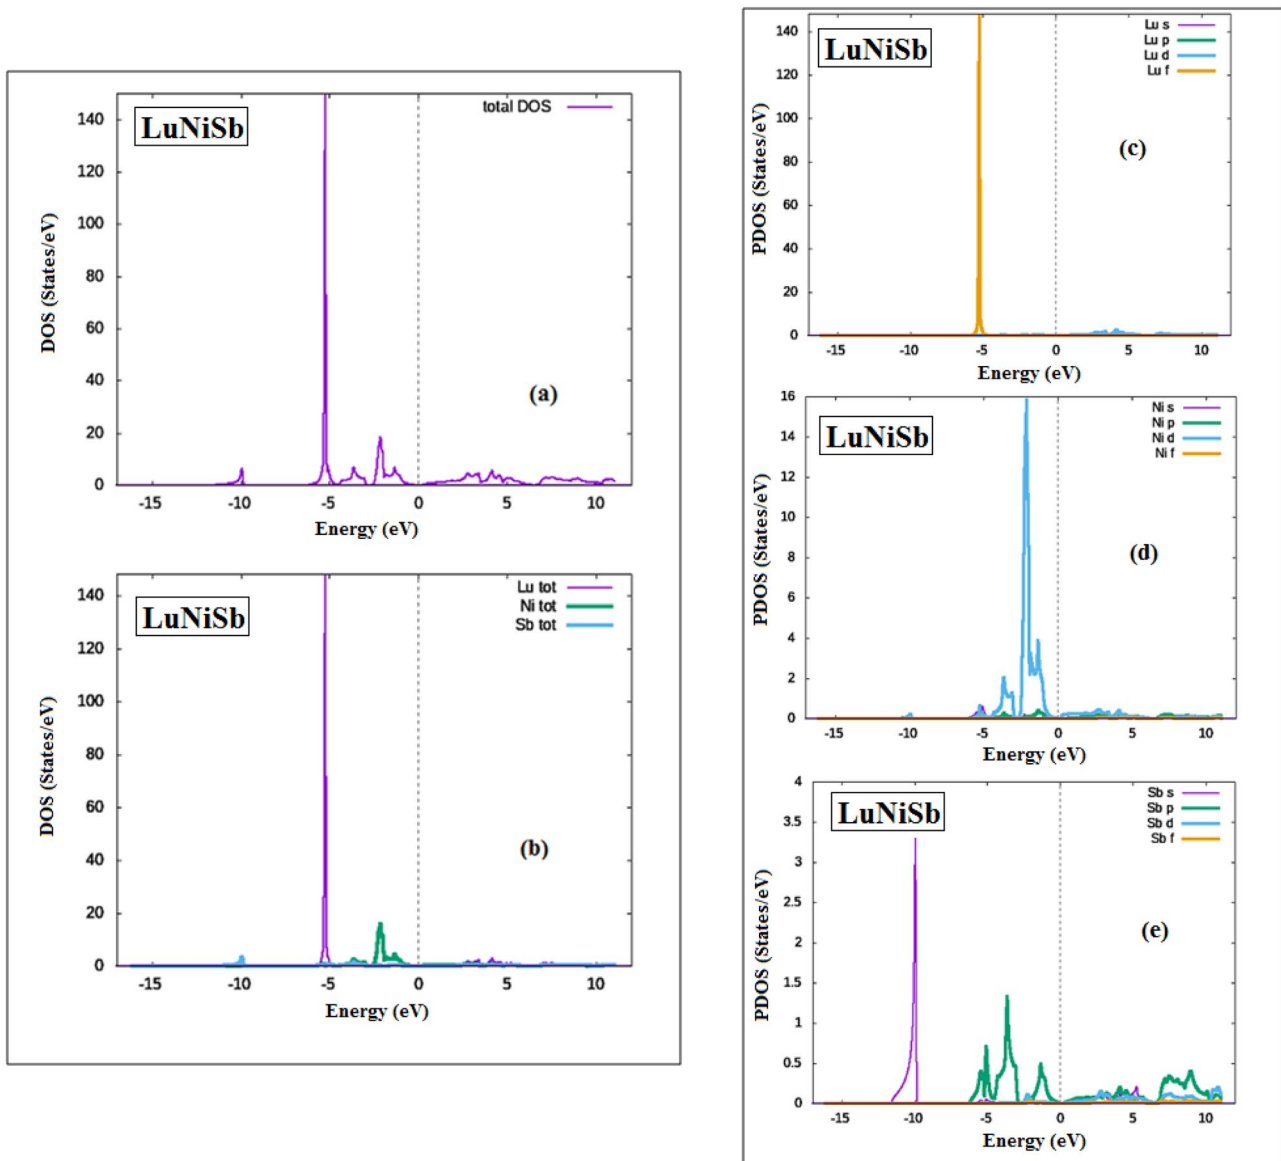 LuNiSb
total DOS
140
120
100
80
60
40
20
0
-15 -10 -5 0 5 10
DOS (States/eV)
Energy (eV)
(a)
LuNiSb
Lu tot
Ni tot
Sb tot
140
120
100
80
60
40
20
0
-15 -10 -5 0 5 10
DOS (States/eV)
Energy (eV)
(b)
LuNiSb
Lu s
Lu p
Lu d
Lu f
140
120
100
80
60
40
20
0
-15 -10 -5 0 5 10
PDOS (States/eV)
Energy (eV)
(c)
LuNiSb
Ni s
Ni p
Ni d
Ni f
16
14
12
10
8
6
4
2
0
-15 -10 -5 0 5 10
PDOS (States/eV)
Energy (eV)
(d)
LuNiSb
Sb s
Sb p
Sb d
Sb f
4
3.5
3
2.5
2
1.5
1
0.5
0
-15 -10 -5 0 5 10
PDOS (States/eV)
Energy (eV)
(e)